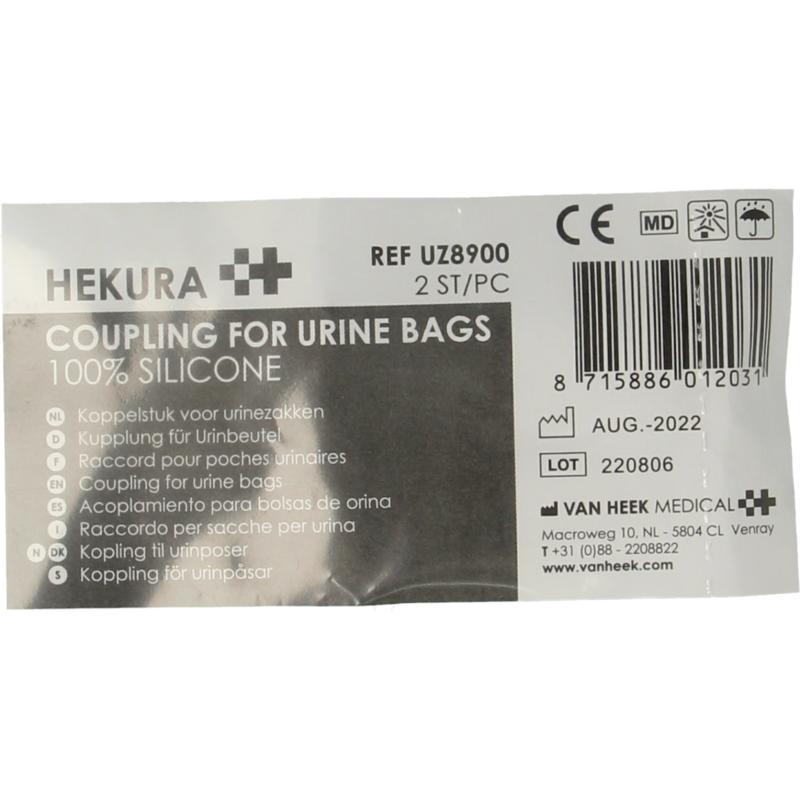 HEKURA
REF UZ8900
2 ST/PC
COUPLING FOR URINE BAGS
100% SILICONE
NL Koppelstuk voor urinezakken
D Kupplung für Urinbeutel
F Raccord pour poches urinaires
EN Coupling for urine bags
ES Acoplamiento para bolsas de orina
I Raccordo per sacche per urina
N DK Kopling til urinposer
S Koppling för urinpåsar
CE MD
8 715886 012031
AUG.-2022
LOT 220806
VAN HEEK MEDICAL
Macroweg 10, NL - 5804 CL Venray
T +31 (0)88 - 2208822
www.vanheek.com